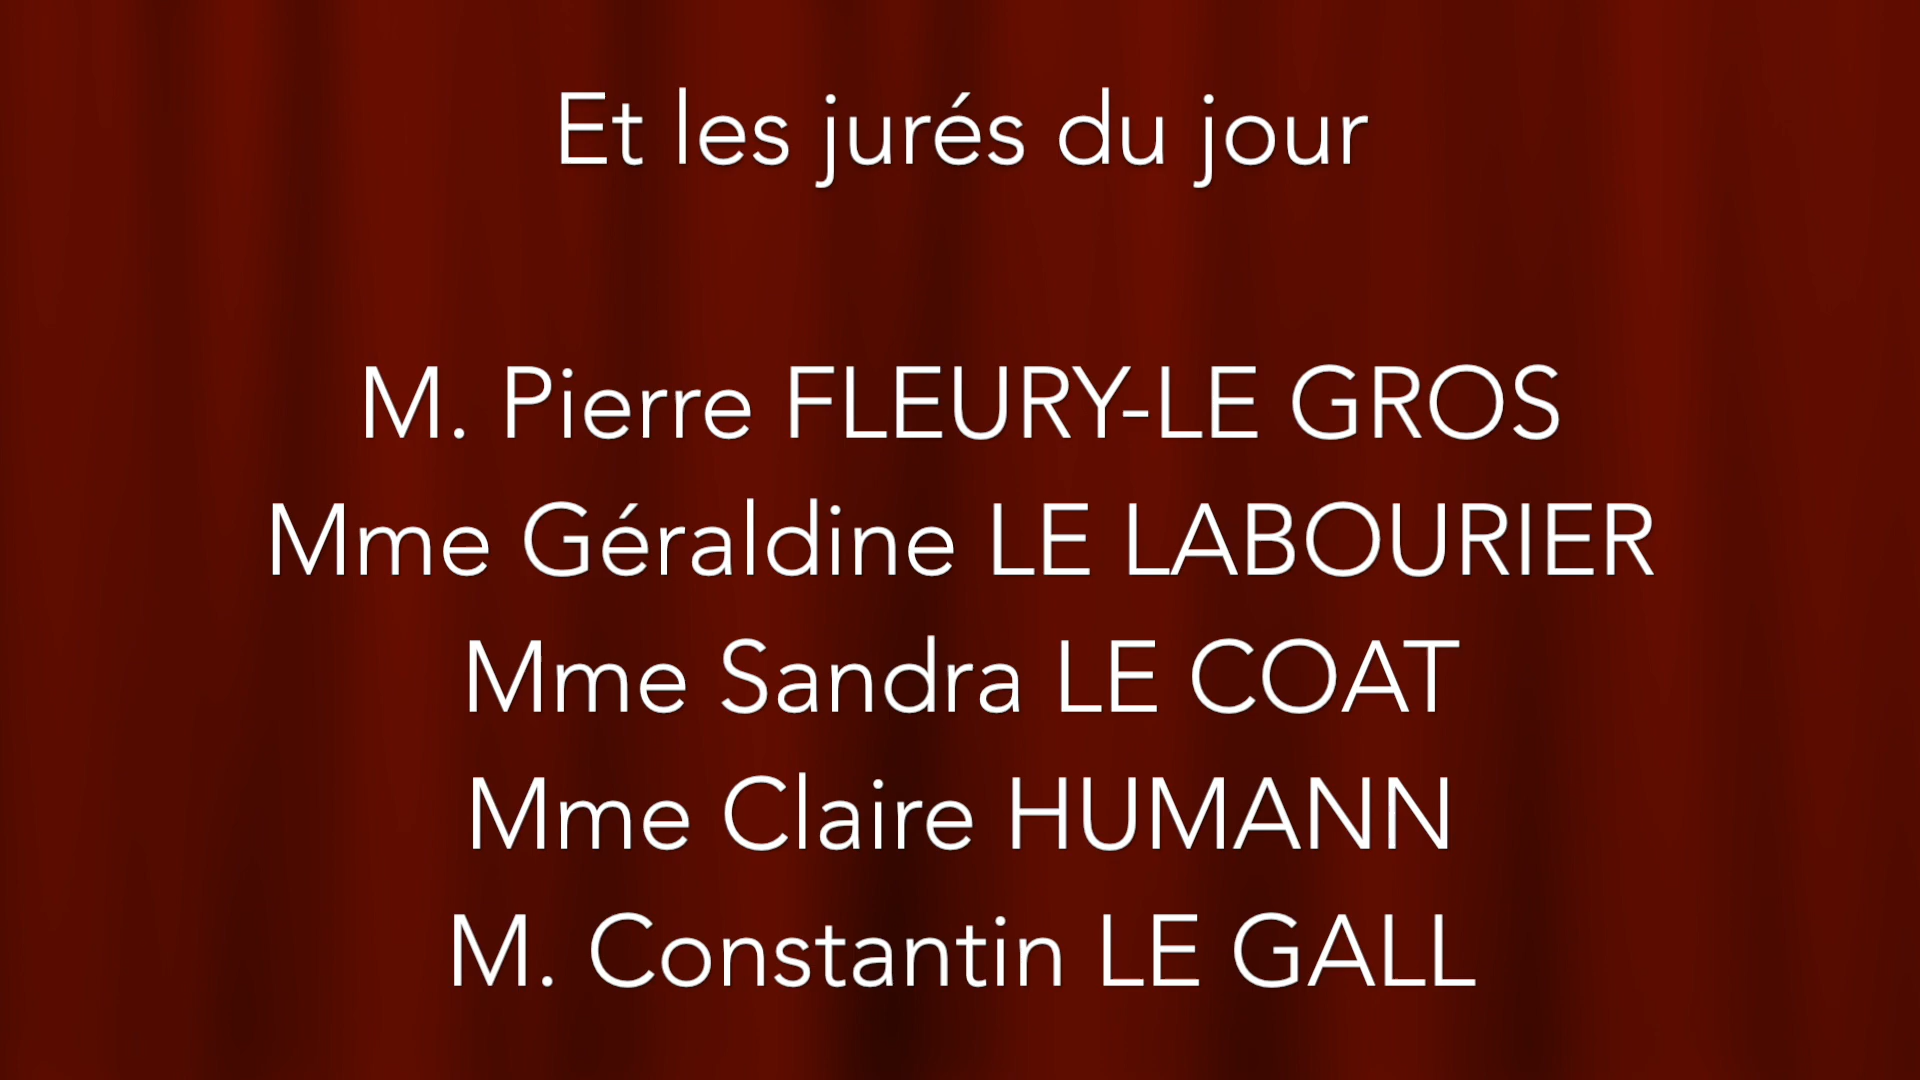 Et les jurés du jour
M. Pierre FLEURY-LE GROS
Mme Géraldine LE LABOURIER
Mme Sandra LE COAT
Mme Claire HUMANN
M. Constantin LE GALL